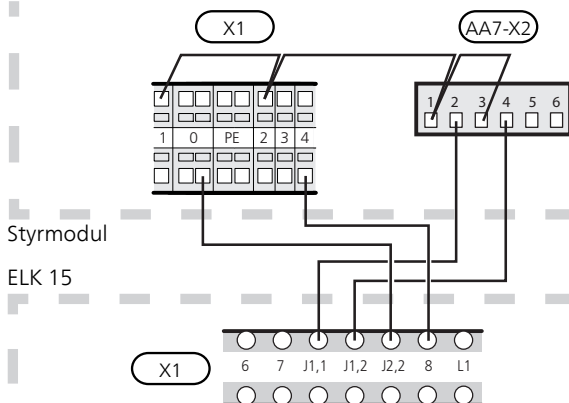 X1
AA7-X2
1 2 3 4 5 6
1 0 PE 2 3 4
Styrmodul
ELK 15
X1
6 7 J1,1 J1,2 J2,2 8 L1